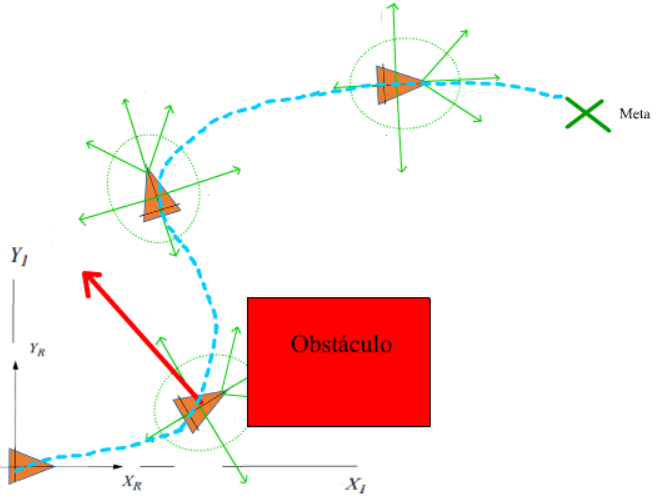 Meta
Y_I
Y_R
Obstáculo
X_R
X_I